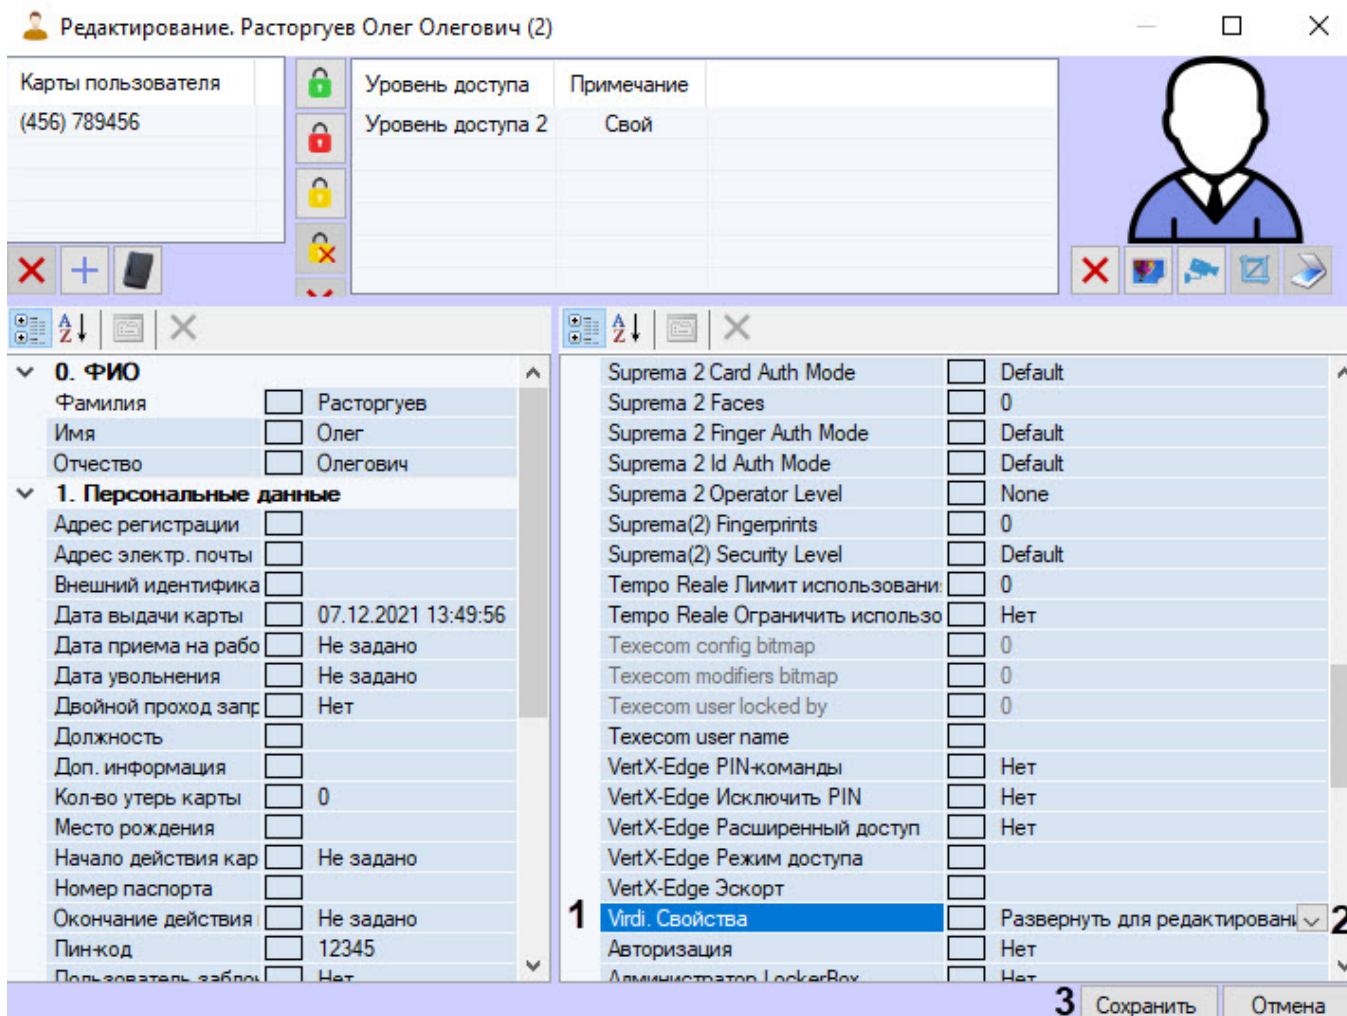 Редактирование. Расторгуев Олег Олегович (2)
Карты пользователя
(456) 789456
Уровень доступа Примечание
Уровень доступа 2 Свой
0. ФИО
Фамилия Расторгуев
Имя Олег
Отчество Олегович
1. Персональные данные
Адрес регистрации
Адрес электр. почты
Внешний идентифика
Дата выдачи карты 07.12.2021 13:49:56
Дата приема на рабо Не задано
Дата увольнения Не задано
Двойной проход запр Нет
Должность
Доп. информация
Кол-во утерь карты 0
Место рождения
Начало действия кар Не задано
Номер паспорта
Окончание действия Не задано
Пин-код 12345
Пользователь заблок Нет
Suprema 2 Card Auth Mode Default
Suprema 2 Faces 0
Suprema 2 Finger Auth Mode Default
Suprema 2 Id Auth Mode Default
Suprema 2 Operator Level None
Suprema(2) Fingerprints 0
Suprema(2) Security Level Default
Tempo Reale Лимит использовани 0
Tempo Reale Ограничить использо Нет
Texecom config bitmap 0
Texecom modifiers bitmap 0
Texecom user locked by 0
Texecom user name
VertX-Edge PIN-команды Нет
VertX-Edge Исключить PIN Нет
VertX-Edge Расширенный доступ Нет
VertX-Edge Режим доступа
VertX-Edge Эскорт
1 Virdi. Свойства Развернуть для редактировани 2
Авторизация Нет
Администратор LockerBox Нет
3 Сохранить Отмена